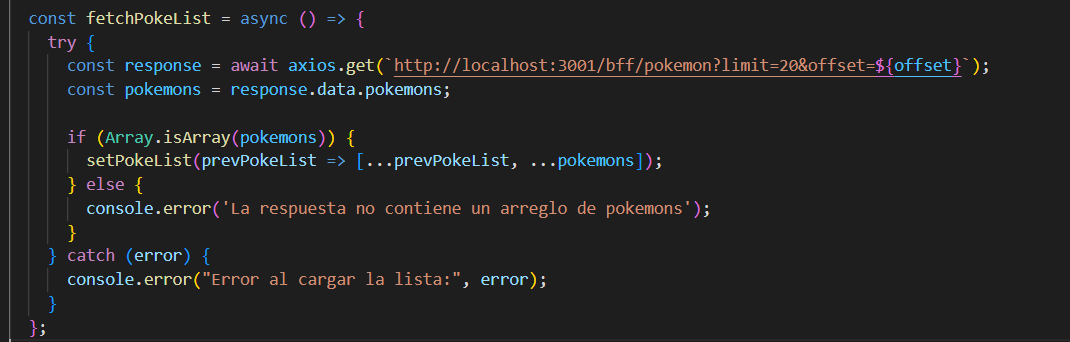 const fetchPokeList = async () => {
try {
const response = await axios.get(`http://localhost:3001/bff/pokemon?limit=20&offset=${offset}`);
const pokemons = response.data.pokemons;
if (Array.isArray(pokemons)) {
setPokeList(prevPokeList => [...prevPokeList, ...pokemons]);
} else {
console.error('La respuesta no contiene un arreglo de pokemons');
}
} catch (error) {
console.error("Error al cargar la lista:", error);
}
};